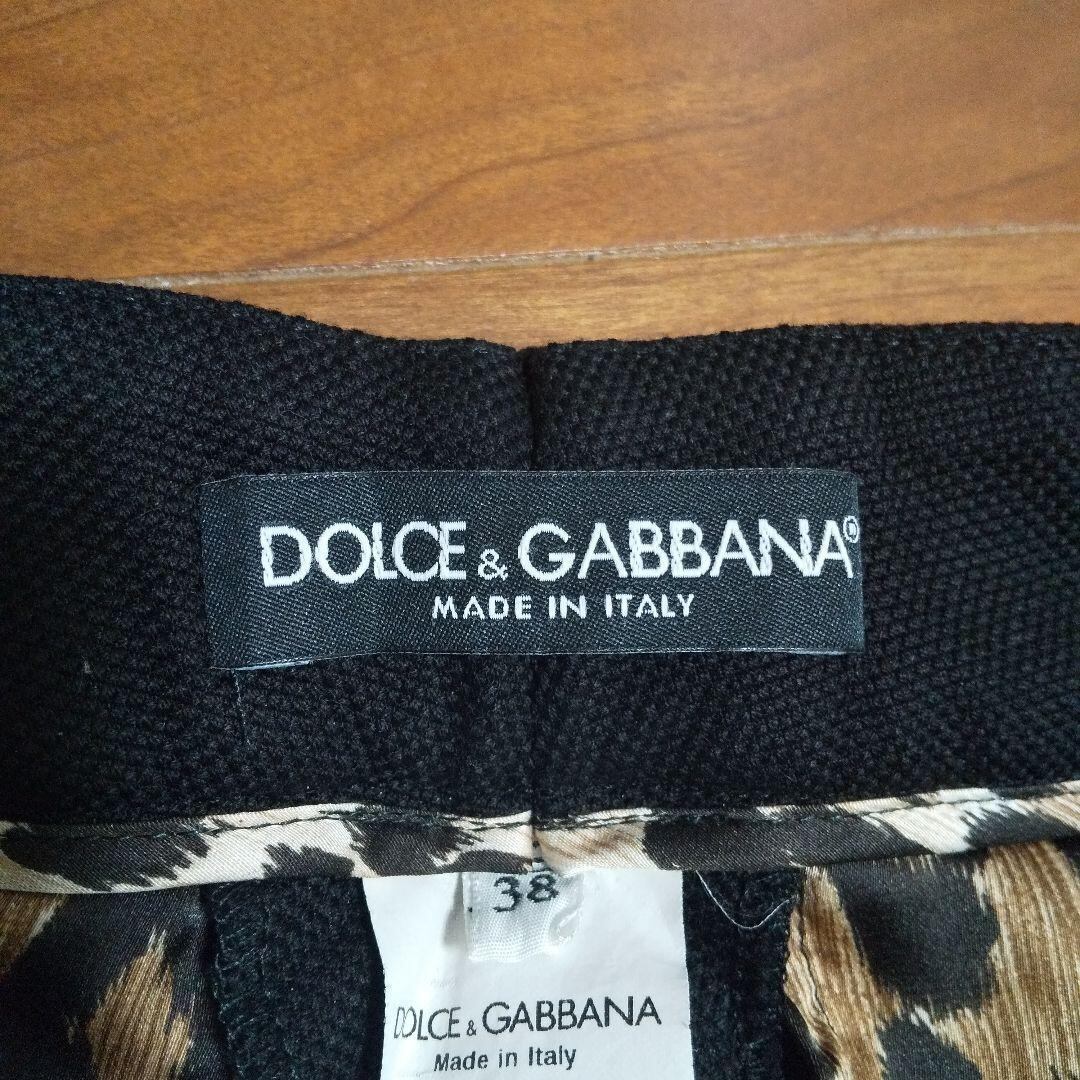 DOLCE & GABBANA®
MADE IN ITALY
38
DOLCE & GABBANA
Made in Italy